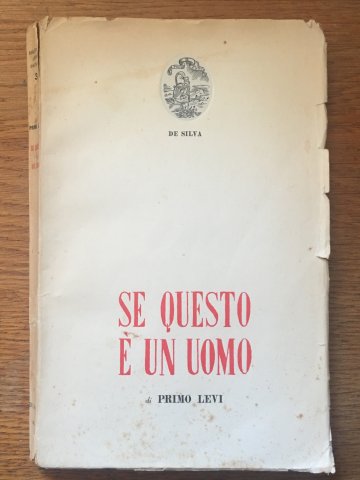 DE SILVA
SE QUESTO
È UN UOMO
di PRIMO LEVI